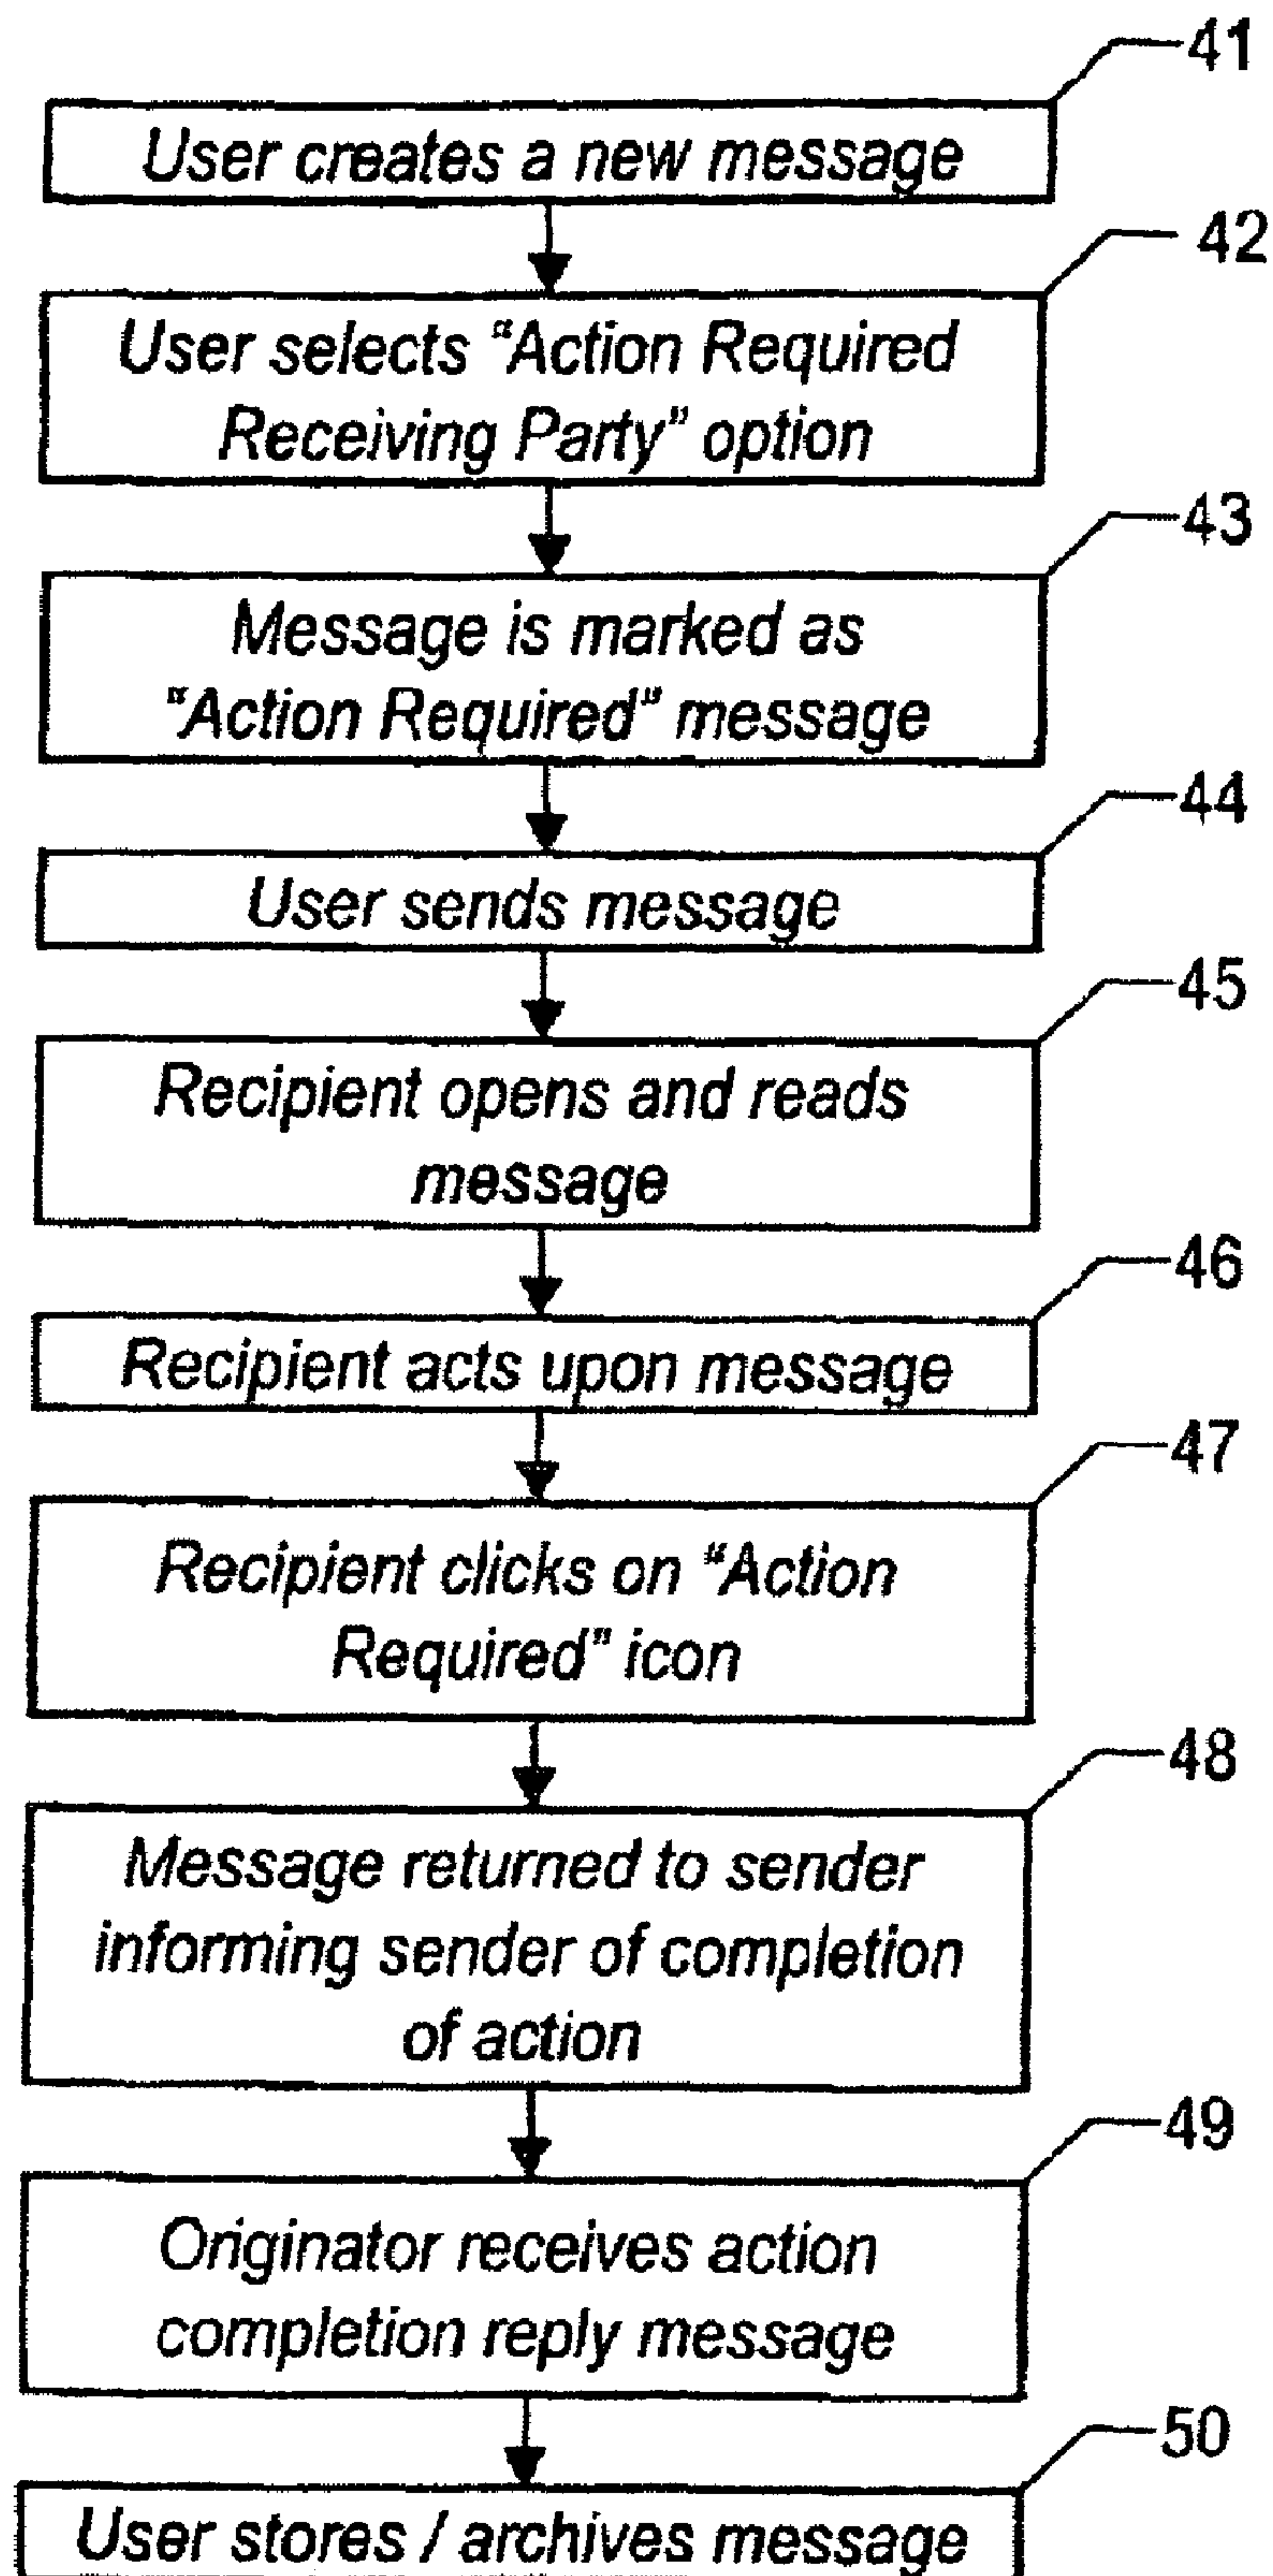 41
User creates a new message
42
User selects “Action Required
Receiving Party” option
43
Message is marked as
“Action Required” message
44
User sends message
45
Recipient opens and reads
message
46
Recipient acts upon message
47
Recipient clicks on “Action
Required” icon
48
Message returned to sender
informing sender of completion
of action
49
Originator receives action
completion reply message
50
User stores / archives message